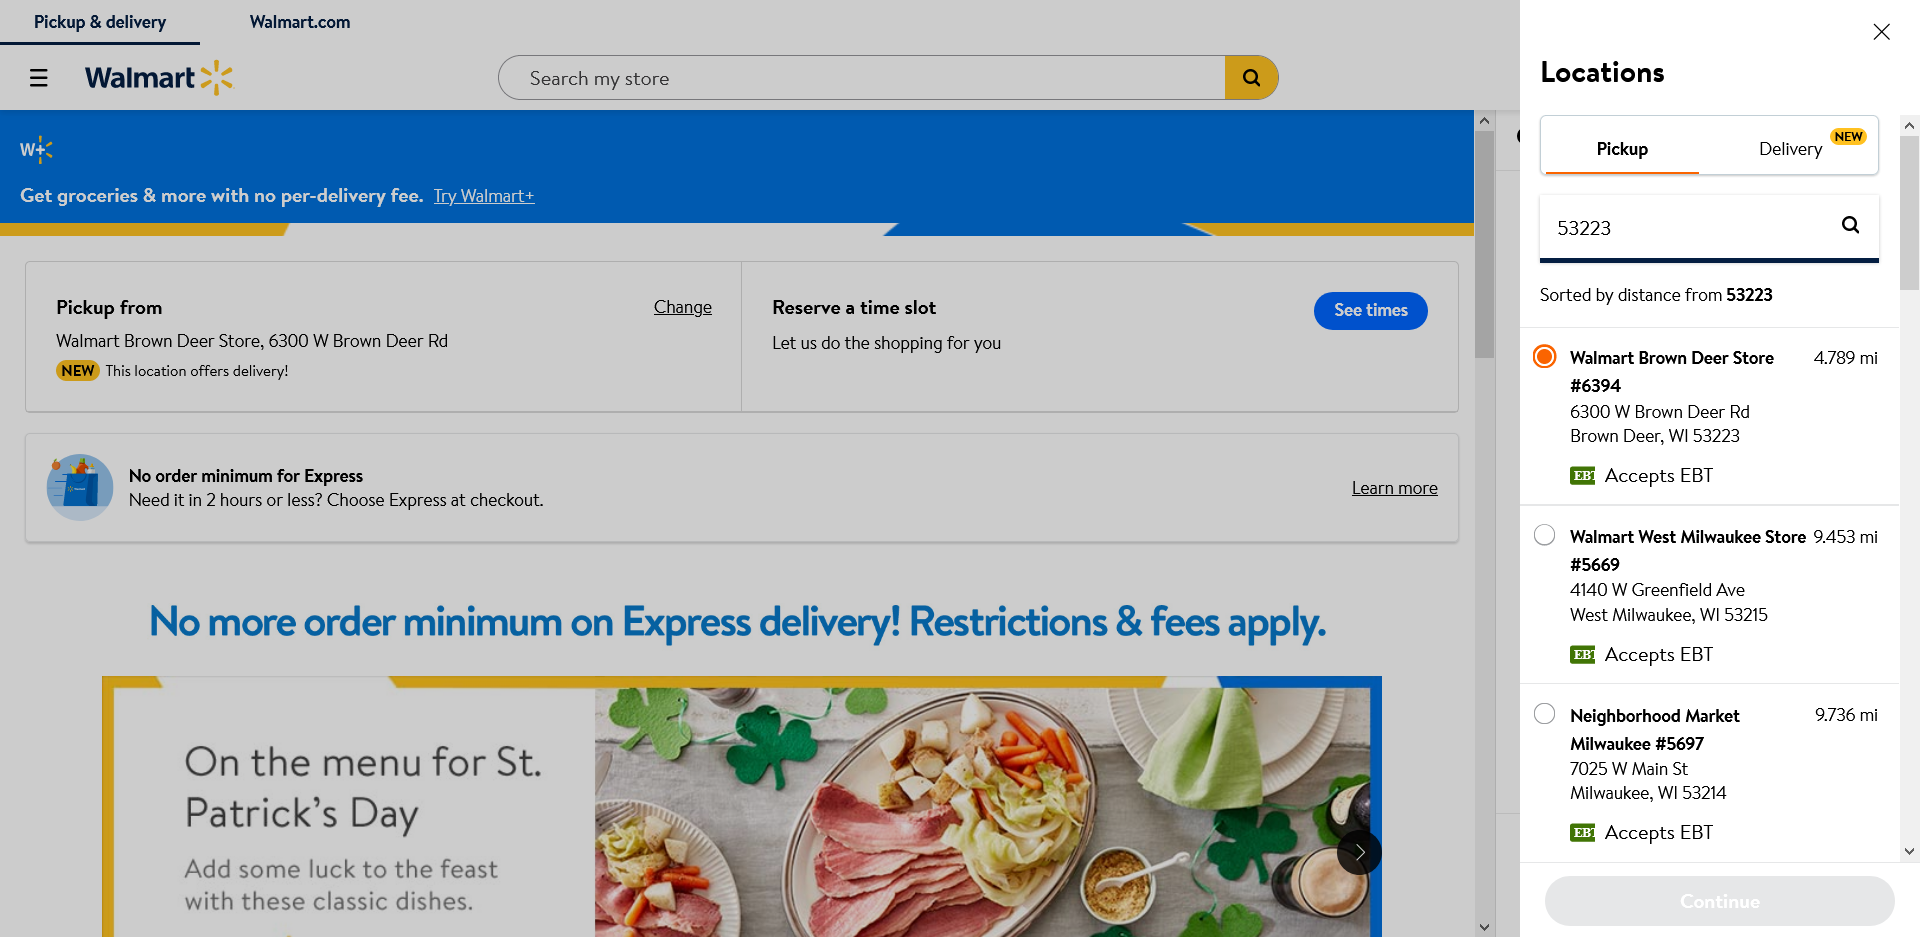 Pickup & delivery
Walmart.com
Walmart
Search my store
W+
Get groceries & more with no per-delivery fee. Try Walmart+
Pickup from
Change
Walmart Brown Deer Store, 6300 W Brown Deer Rd
NEW This location offers delivery!
Reserve a time slot
Let us do the shopping for you
See times
No order minimum for Express
Need it in 2 hours or less? Choose Express at checkout.
Learn more
No more order minimum on Express delivery! Restrictions & fees apply.
On the menu for St.
Patrick's Day
Add some luck to the feast
with these classic dishes.
Locations
Pickup
Delivery
NEW
53223
Sorted by distance from 53223
Walmart Brown Deer Store 4.789 mi
#6394
6300 W Brown Deer Rd
Brown Deer, WI 53223
EBT Accepts EBT
Walmart West Milwaukee Store 9.453 mi
#5669
4140 W Greenfield Ave
West Milwaukee, WI 53215
EBT Accepts EBT
Neighborhood Market 9.736 mi
Milwaukee #5697
7025 W Main St
Milwaukee, WI 53214
EBT Accepts EBT
Continue